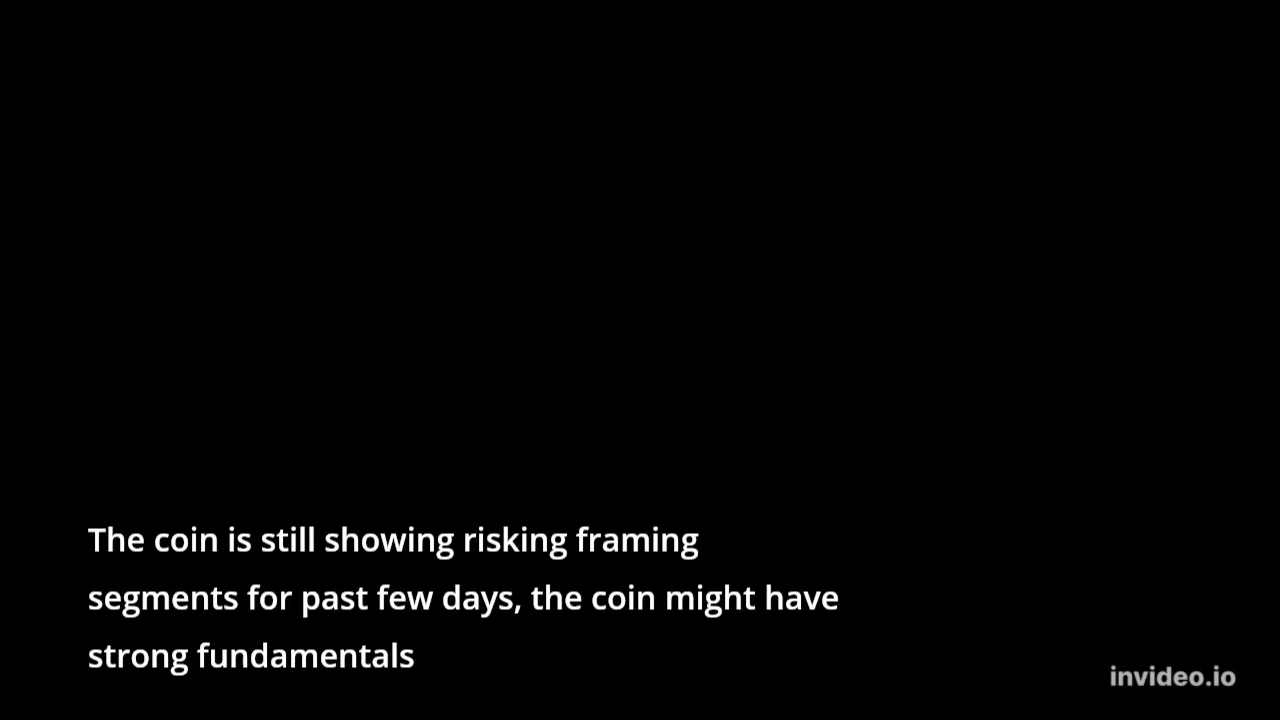 The coin is still showing risking framing
segments for past few days, the coin might have
strong fundamentals
invideo.io